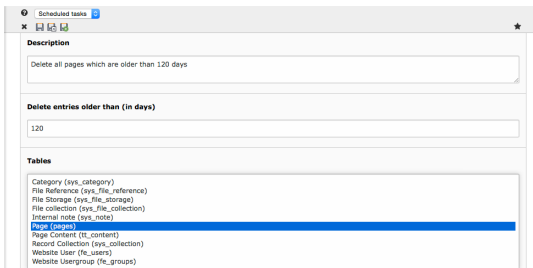 Scheduled tasks
Description
Delete all pages which are older than 120 days
Delete entries older than (in days)
120
Tables
Category (sys_category)
File Reference (sys_file_reference)
File Storage (sys_file_storage)
File collection (sys_file_collection)
Internal note (sys_note)
Page (pages)
Page Content (tt_content)
Record Collection (sys_collection)
Website User (fe_users)
Website Usergroup (fe_groups)